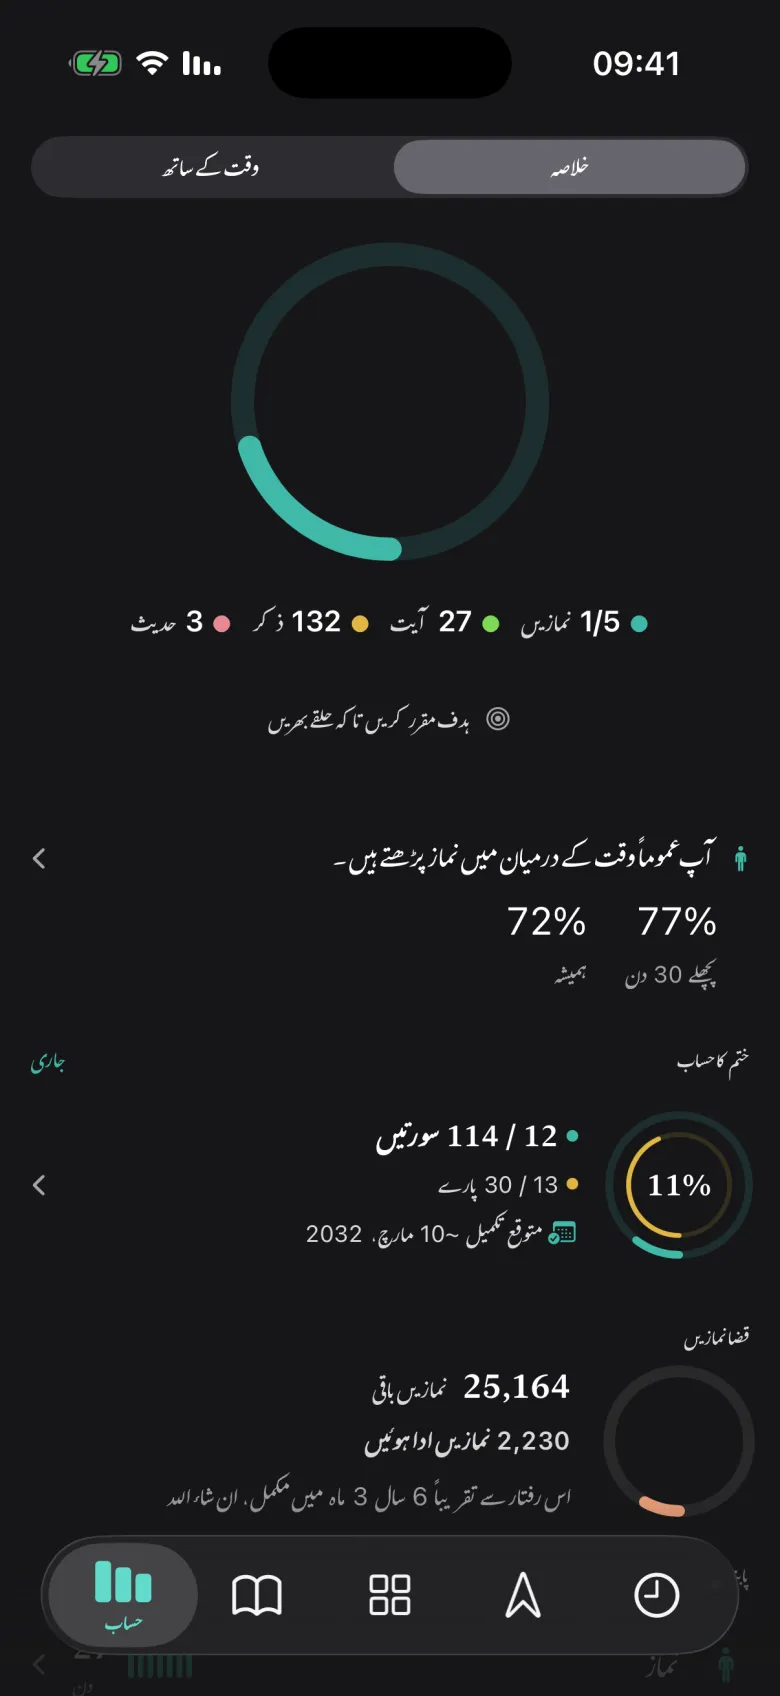 09:41
خلاصہ
وقت کے ساتھ
1/5 نمازیں 27 آیت 132 ذکر 3 حدیث
ہدف مقرر کریں تاکہ حلقے بھریں
آپ عموماً وقت کے درمیان میں نماز پڑھتے ہیں۔
77% 72%
پچھلے 30 دن ہمیشہ
ختم کا حساب
جاری
12 / 114 سورتیں
11%
13 / 30 پارے
متوقع تکمیل ~10 مارچ، 2032
قضا نمازیں
25,164 نمازیں باقی
2,230 نمازیں ادا ہوئیں
اس رفتار سے تقریباً 6 سال 3 ماہ میں مکمل، ان شاء اللہ
حساب
نماز
دن